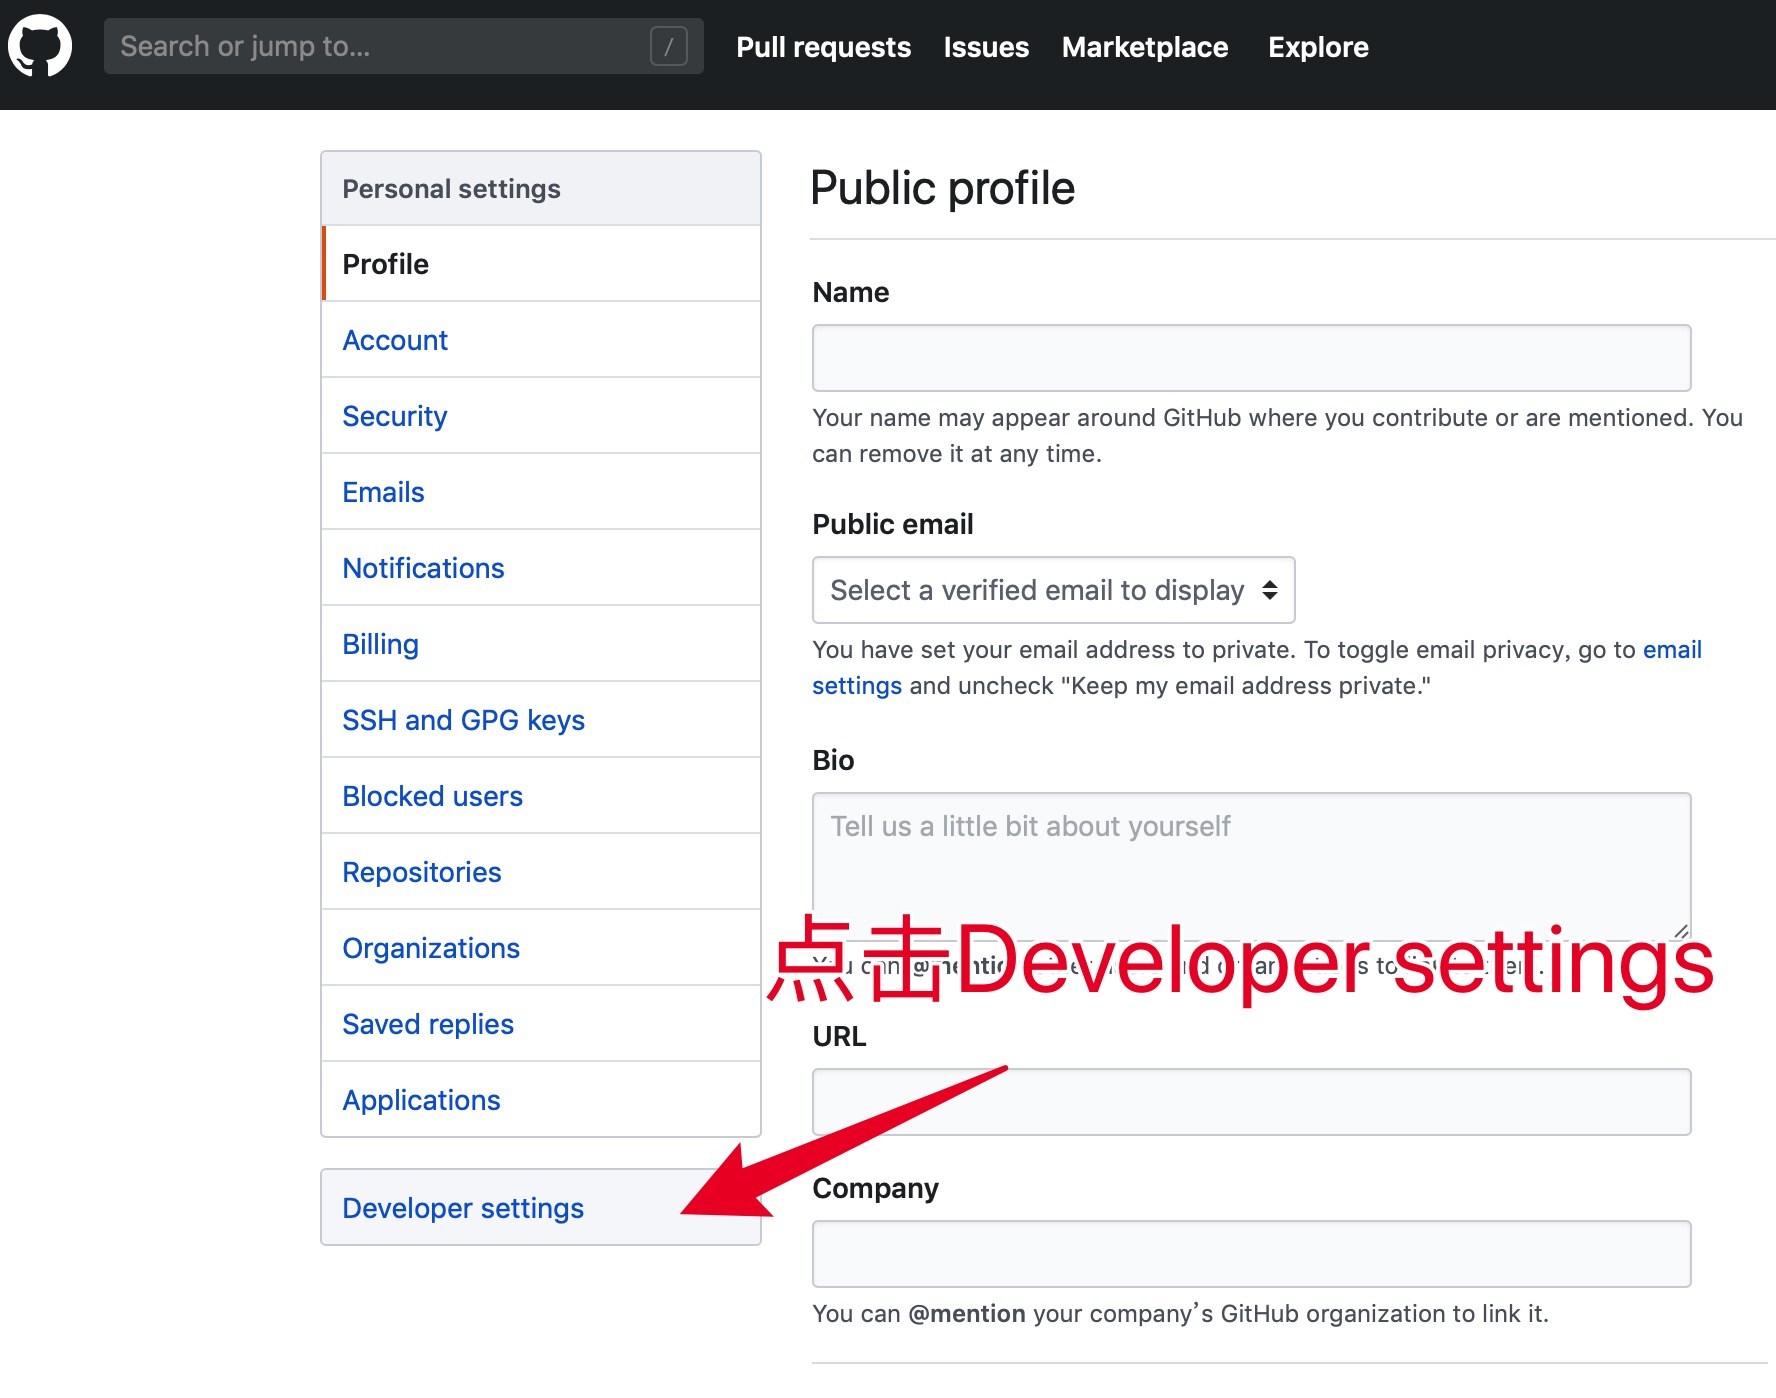 Search or jump to...
/
Pull requests
Issues
Marketplace
Explore
Personal settings
Profile
Account
Security
Emails
Notifications
Billing
SSH and GPG keys
Blocked users
Repositories
Organizations
Saved replies
Applications
Developer settings
Public profile
Name
Your name may appear around GitHub where you contribute or are mentioned. You
can remove it at any time.
Public email
Select a verified email to display
You have set your email address to private. To toggle email privacy, go to email
settings and uncheck "Keep my email address private."
Bio
Tell us a little bit about yourself
点击Developer settings
You can @mention
URL
Company
You can @mention your company’s GitHub organization to link it.